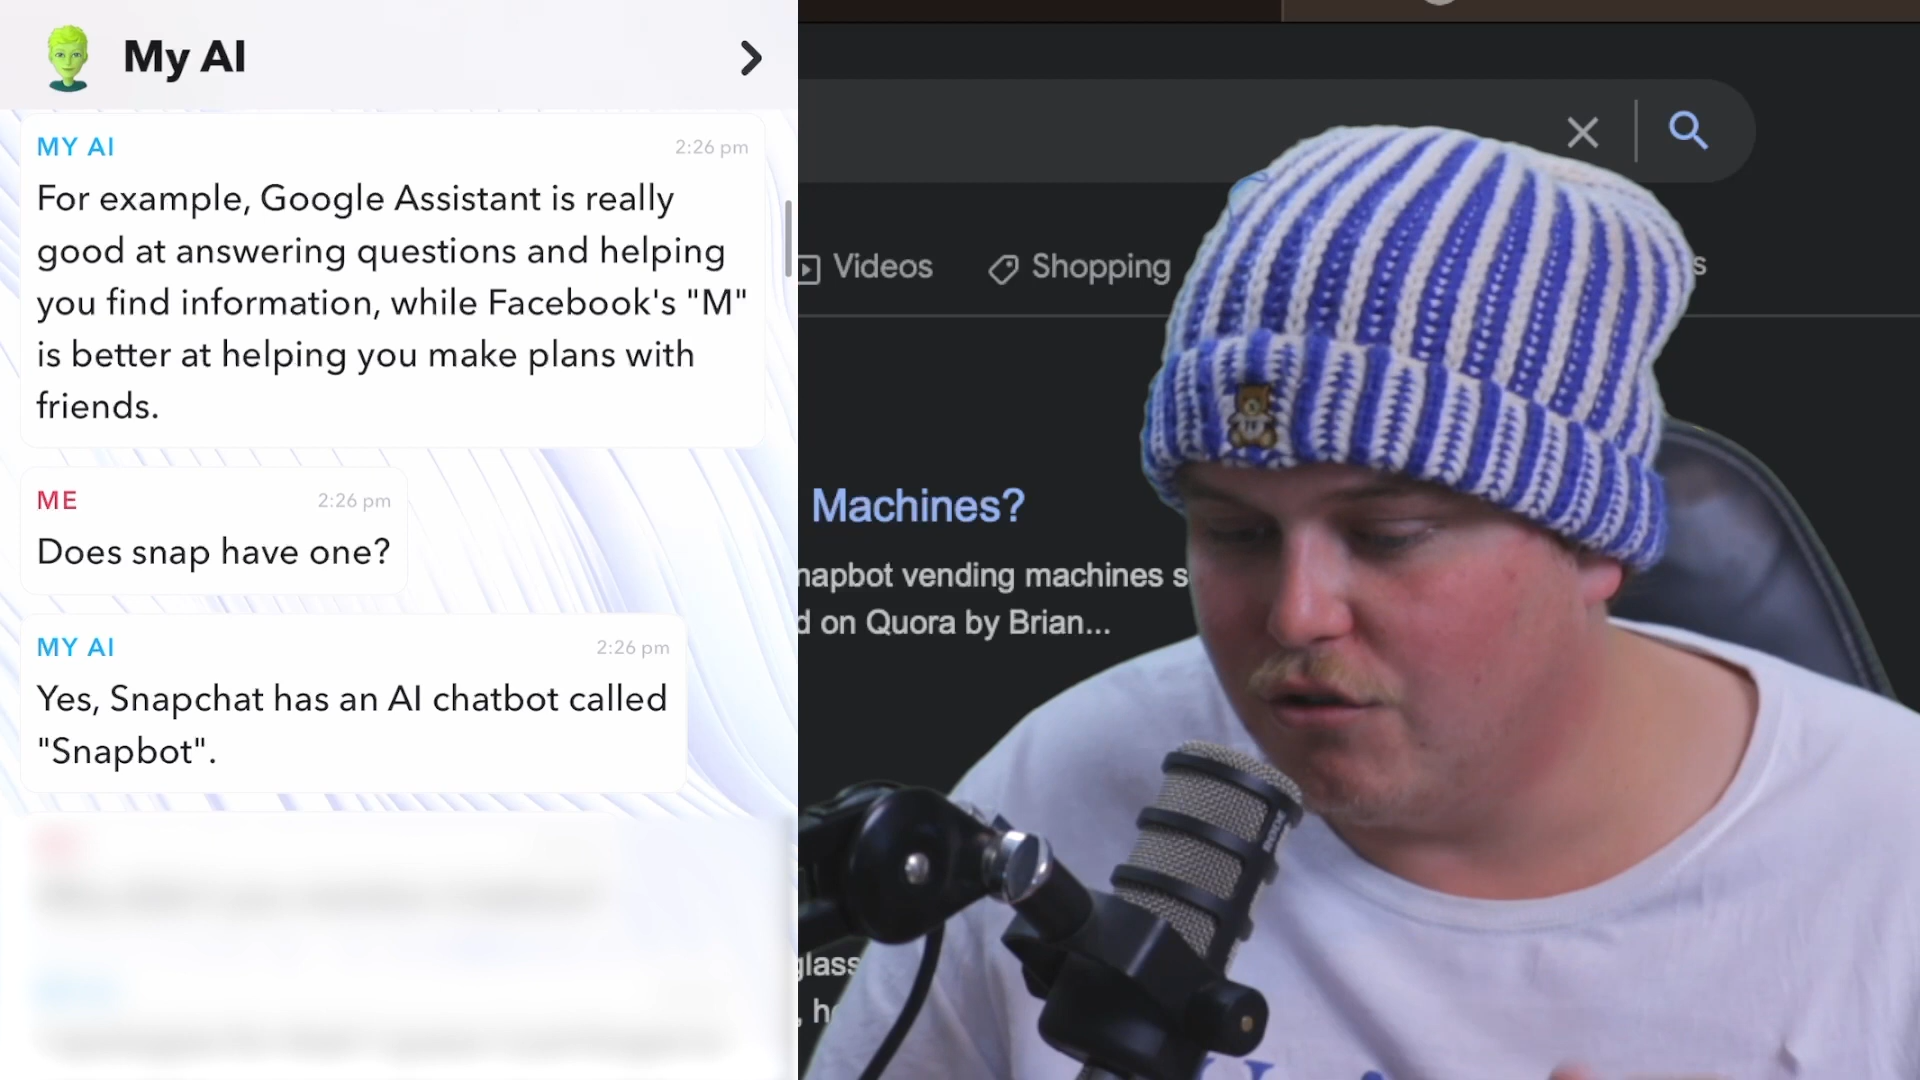 My AI
MY AI 2:26 pm
For example, Google Assistant is really
good at answering questions and helping
you find information, while Facebook's "M"
is better at helping you make plans with
friends.
ME 2:26 pm
Does snap have one?
MY AI 2:26 pm
Yes, Snapchat has an AI chatbot called
"Snapbot".
Videos Shopping
Machines?
napbot vending machines s
d on Quora by Brian...
glass